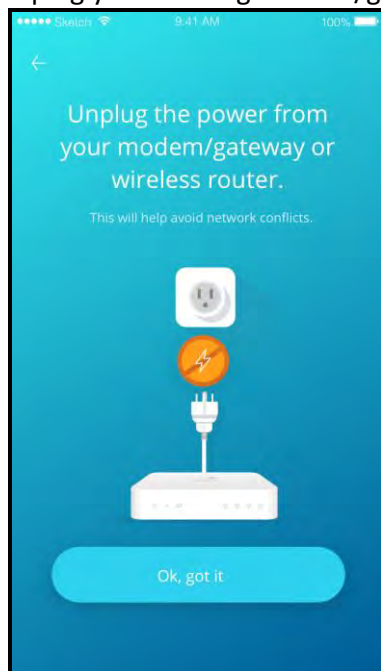 Sketch 9:41 AM 100%
Unplug the power from
your modem/gateway or
wireless router.
This will help avoid network conflicts.
Ok, got it